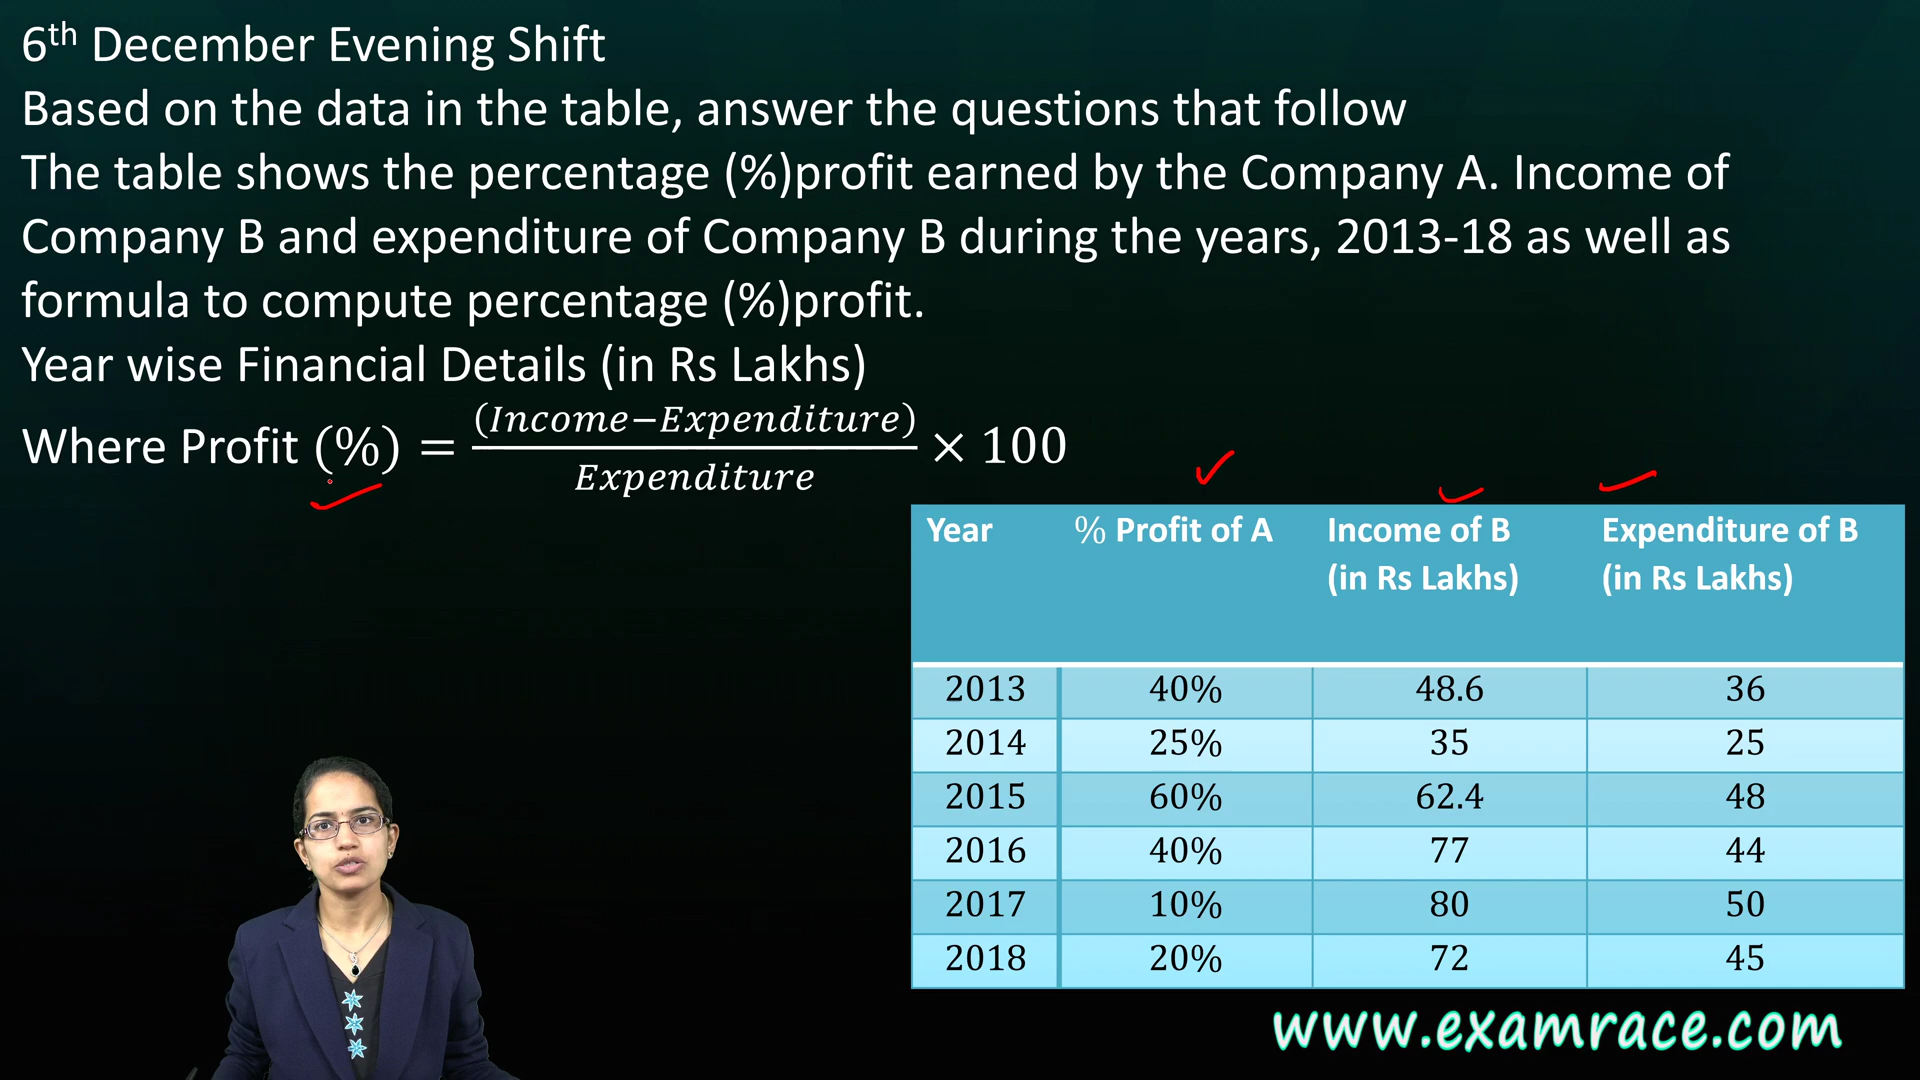 6th December Evening Shift
Based on the data in the table, answer the questions that follow
The table shows the percentage (%)profit earned by the Company A. Income of
Company B and expenditure of Company B during the years, 2013-18 as well as
formula to compute percentage (%)profit.
Year wise Financial Details (in Rs Lakhs)
Where Profit (%) = (Income−Expenditure)/Expenditure × 100
Year % Profit of A Income of B (in Rs Lakhs) Expenditure of B (in Rs Lakhs)
2013 40% 48.6 36
2014 25% 35 25
2015 60% 62.4 48
2016 40% 77 44
2017 10% 80 50
2018 20% 72 45
www.examrace.com